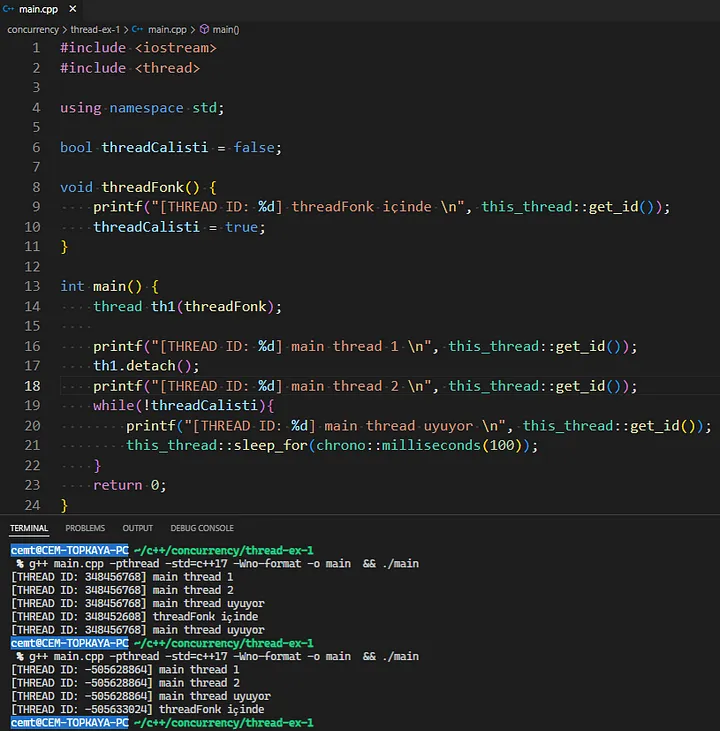 main.cpp ×
concurrency > thread-ex-1 > main.cpp > main()
1 #include <iostream>
2 #include <thread>
3
4 using namespace std;
5
6 bool threadCalisti = false;
7
8 void threadFonk() {
9 printf("[THREAD ID: %d] threadFonk içinde \n", this_thread::get_id());
10 threadCalisti = true;
11 }
12
13 int main() {
14 thread th1(threadFonk);
15
16 printf("[THREAD ID: %d] main thread 1 \n", this_thread::get_id());
17 th1.detach();
18 printf("[THREAD ID: %d] main thread 2 \n", this_thread::get_id());
19 while(!threadCalisti){
20 printf("[THREAD ID: %d] main thread uyuyor \n", this_thread::get_id());
21 this_thread::sleep_for(chrono::milliseconds(100));
22 }
23 return 0;
24 }
TERMINAL PROBLEMS OUTPUT DEBUG CONSOLE
cemt@CEM-TOPKAYA-PC ~/c++/concurrency/thread-ex-1
% g++ main.cpp -pthread -std=c++17 -Wno-format -o main && ./main
[THREAD ID: 348456768] main thread 1
[THREAD ID: 348456768] main thread 2
[THREAD ID: 348456768] main thread uyuyor
[THREAD ID: 348452608] threadFonk içinde
[THREAD ID: 348456768] main thread uyuyor
cemt@CEM-TOPKAYA-PC ~/c++/concurrency/thread-ex-1
% g++ main.cpp -pthread -std=c++17 -Wno-format -o main && ./main
[THREAD ID: -505628864] main thread 1
[THREAD ID: -505628864] main thread 2
[THREAD ID: -505628864] main thread uyuyor
[THREAD ID: -505633024] threadFonk içinde
cemt@CEM-TOPKAYA-PC ~/c++/concurrency/thread-ex-1